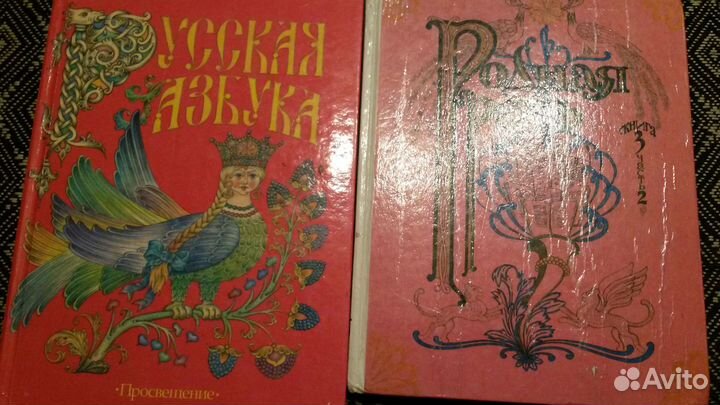 Русская
Азбука
·Просвещение·
Родная
книга
3
часть 2
Avito